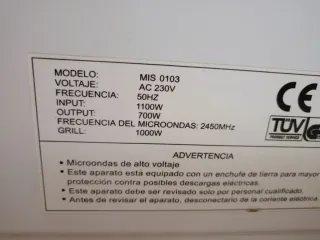 MODELO: MIS 0103
VOLTAJE: AC 230V
FRECUENCIA: 50HZ
INPUT: 1100W
OUTPUT: 700W
FRECUENCIA DEL MICROONDAS: 2450MHz
GRILL: 1000W
CE
TÜV
PRODUCT SERVICE
ADVERTENCIA
• Microondas de alto voltaje
• Este aparato está equipado con un enchufe de tierra para mayor
protección contra posibles descargas eléctricas.
• Este aparato debe ser revisado solo por personal cualificado.
• Antes de revisar el aparato, desconectarlo de la corriente eléctrica